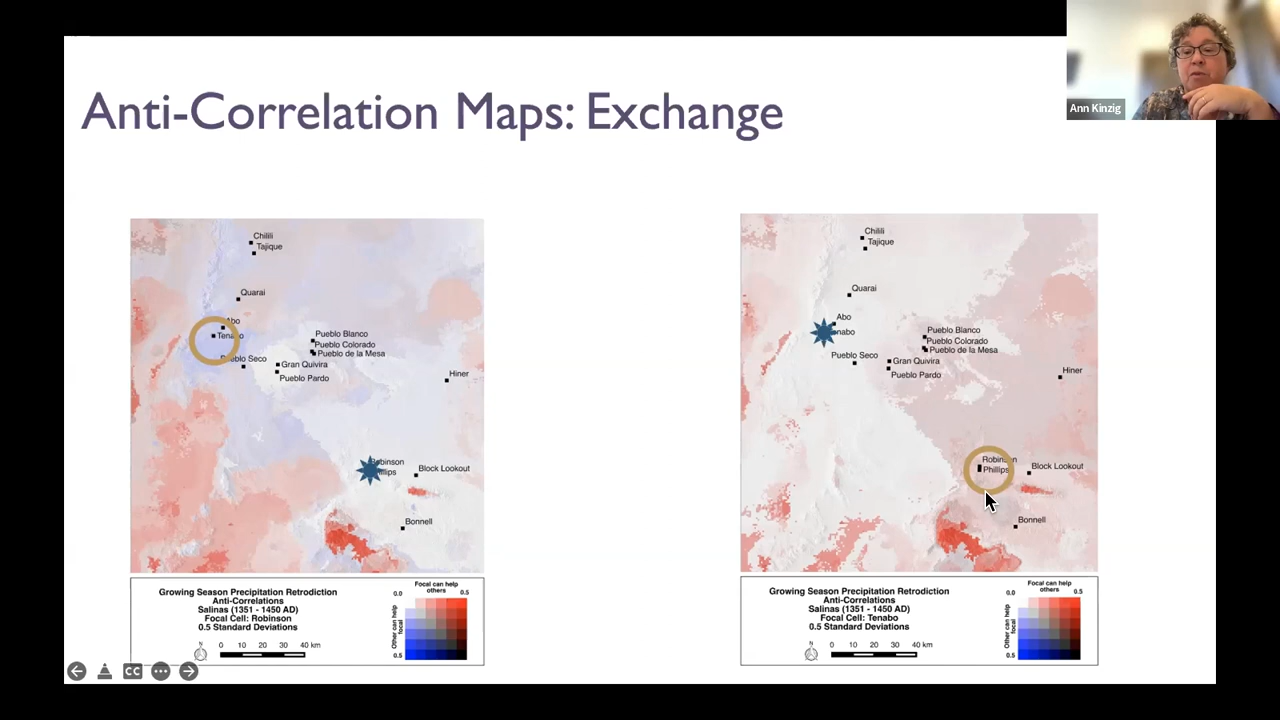 Ann Kinzig
Anti-Correlation Maps: Exchange
Chilili
Tajique
Quarai
Abo
Pueblo Blanco
Pueblo Colorado
Pueblo de la Mesa
Gran Quivira
Pueblo Pardo
Hiner
Block Lookout
Bonnell
Growing Season Precipitation Retrodiction
Anti-Correlations
Salinas (1351 - 1450 AD)
Focal Cell: Robinson
0.5 Standard Deviations
N
0 10 20 30 40 km
Focal can help
others
0.0 0.5
Other can help
focal
0.5
Chilili
Tajique
Quarai
Abo
Pueblo Seco
Pueblo Blanco
Pueblo Colorado
Pueblo de la Mesa
Gran Quivira
Pueblo Pardo
Hiner
Robinson
Phillips
Block Lookout
Bonnell
Growing Season Precipitation Retrodiction
Anti-Correlations
Salinas (1351 - 1450 AD)
Focal Cell: Tenabo
0.5 Standard Deviations
N
0 10 20 30 40 km
Focal can help
others
0.0 0.5
Other can help
focal
0.5
CC